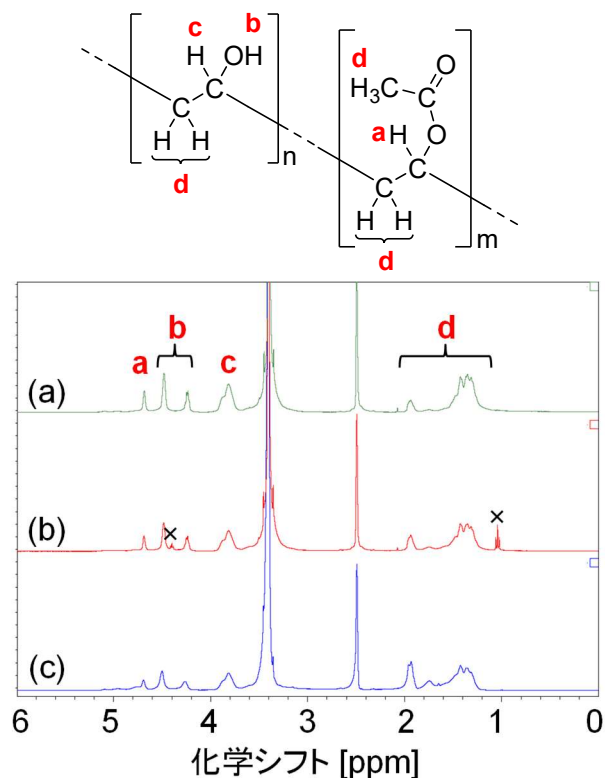 c b
H OH
C
C
H H
n
d
d O
H₃C C
a H O
C
C
H H
m
d
a b c d
(a)
(b) × ×
(c)
6 5 4 3 2 1 0
化学シフト [ppm]